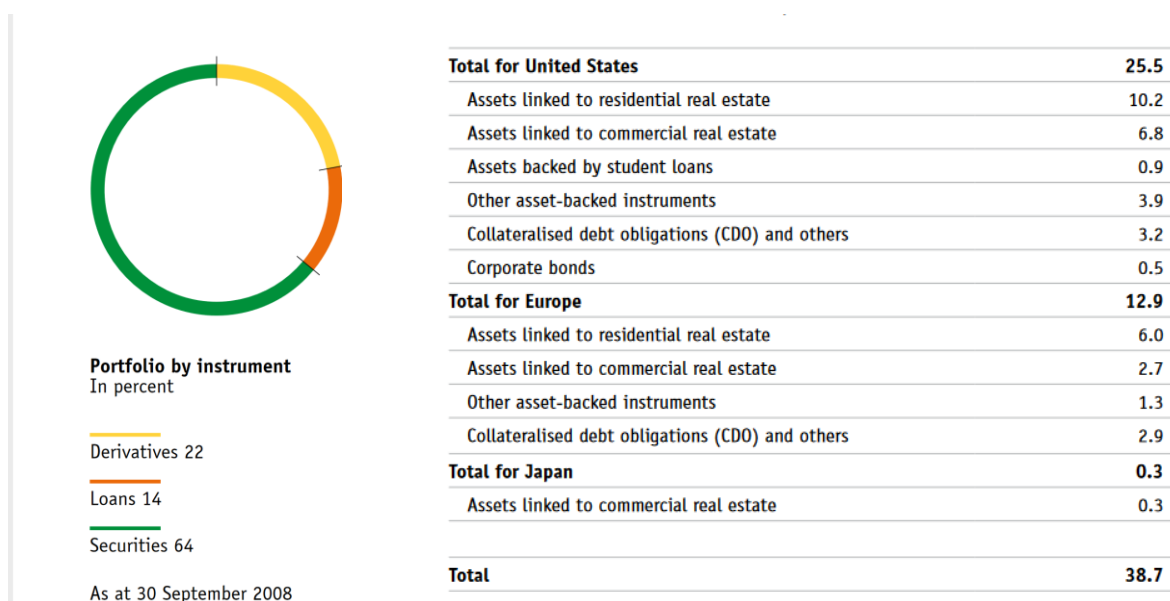 Portfolio by instrument
In percent
Derivatives 22
Loans 14
Securities 64
As at 30 September 2008
Total for United States 25.5
Assets linked to residential real estate 10.2
Assets linked to commercial real estate 6.8
Assets backed by student loans 0.9
Other asset-backed instruments 3.9
Collateralised debt obligations (CDO) and others 3.2
Corporate bonds 0.5
Total for Europe 12.9
Assets linked to residential real estate 6.0
Assets linked to commercial real estate 2.7
Other asset-backed instruments 1.3
Collateralised debt obligations (CDO) and others 2.9
Total for Japan 0.3
Assets linked to commercial real estate 0.3
Total 38.7